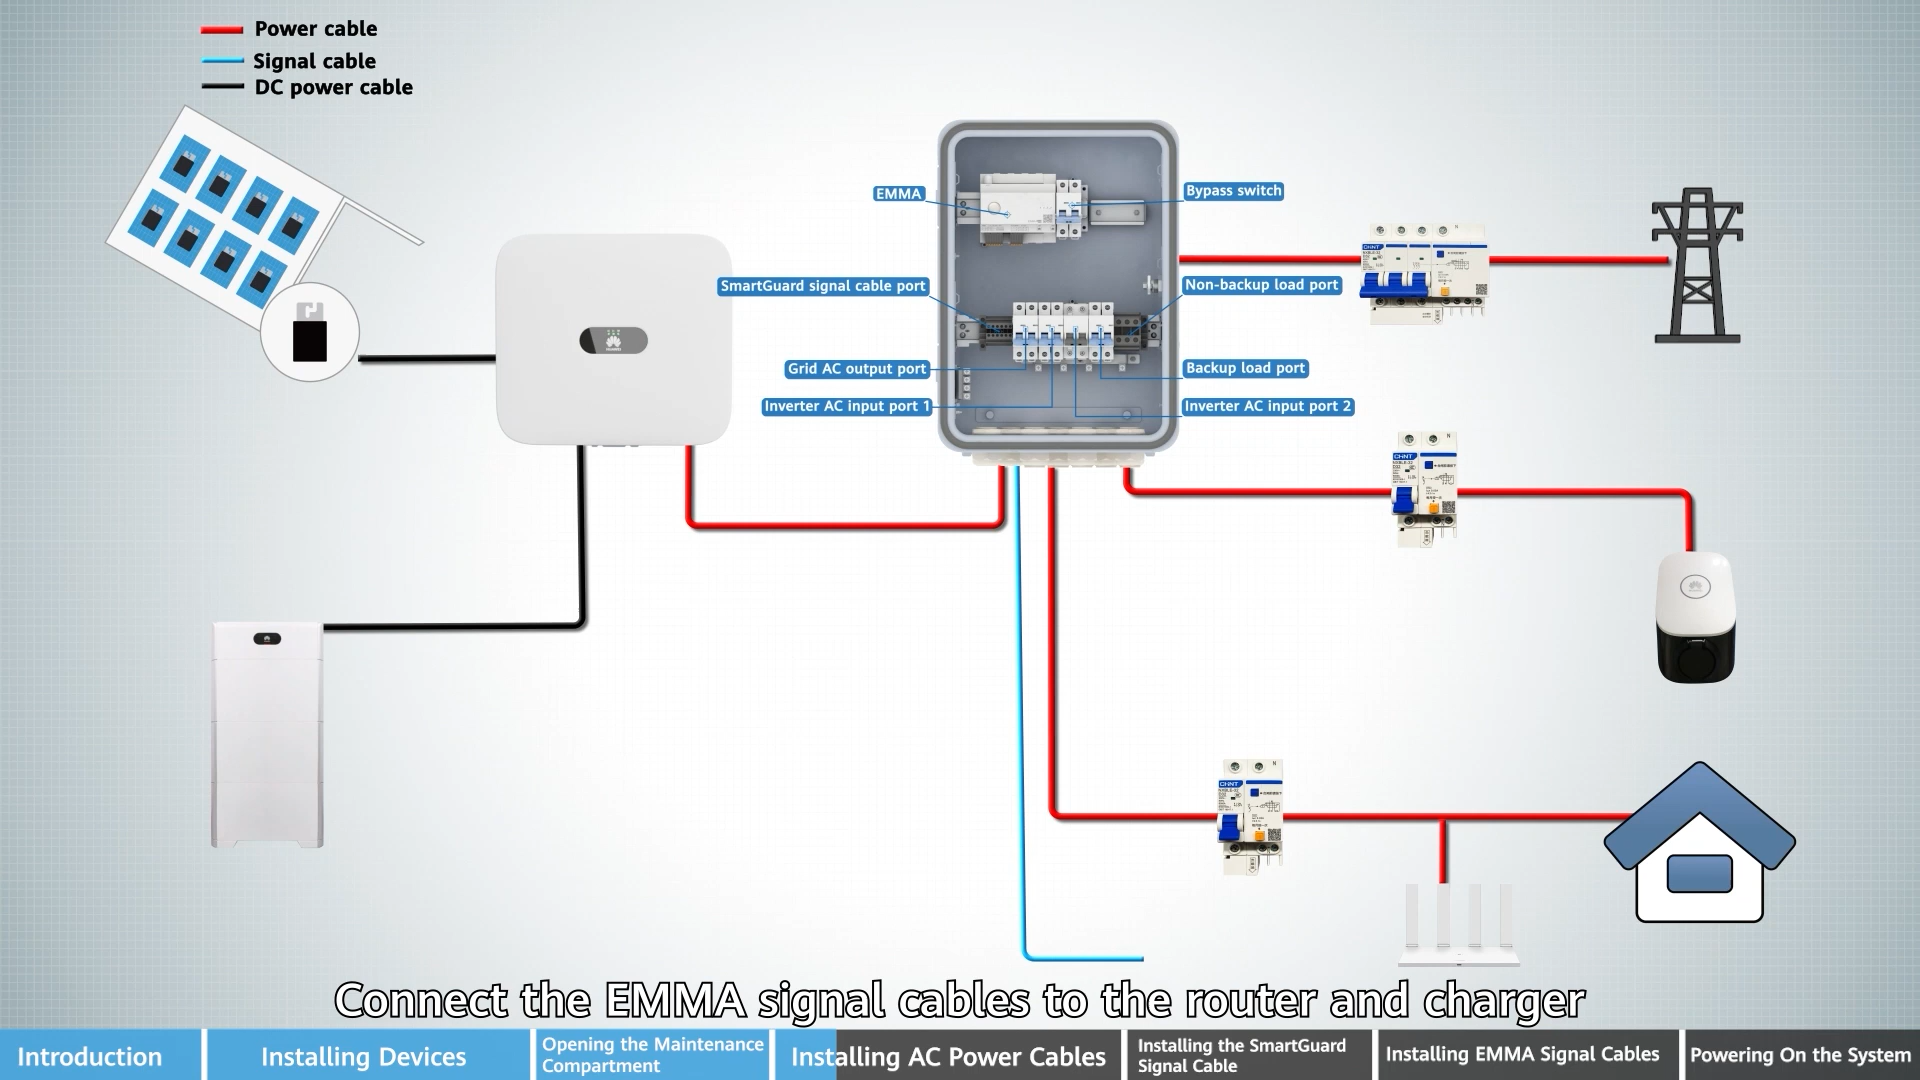 Power cable
Signal cable
DC power cable
EMMA
Bypass switch
SmartGuard signal cable port
Non-backup load port
Grid AC output port
Backup load port
Inverter AC input port 1
Inverter AC input port 2
CHNT
N
CHNT
N
CHNT
N
Connect the EMMA signal cables to the router and charger
Introduction
Installing Devices
Opening the Maintenance
Compartment
Installing AC Power Cables
Installing the SmartGuard
Signal Cable
Installing EMMA Signal Cables
Powering On the System